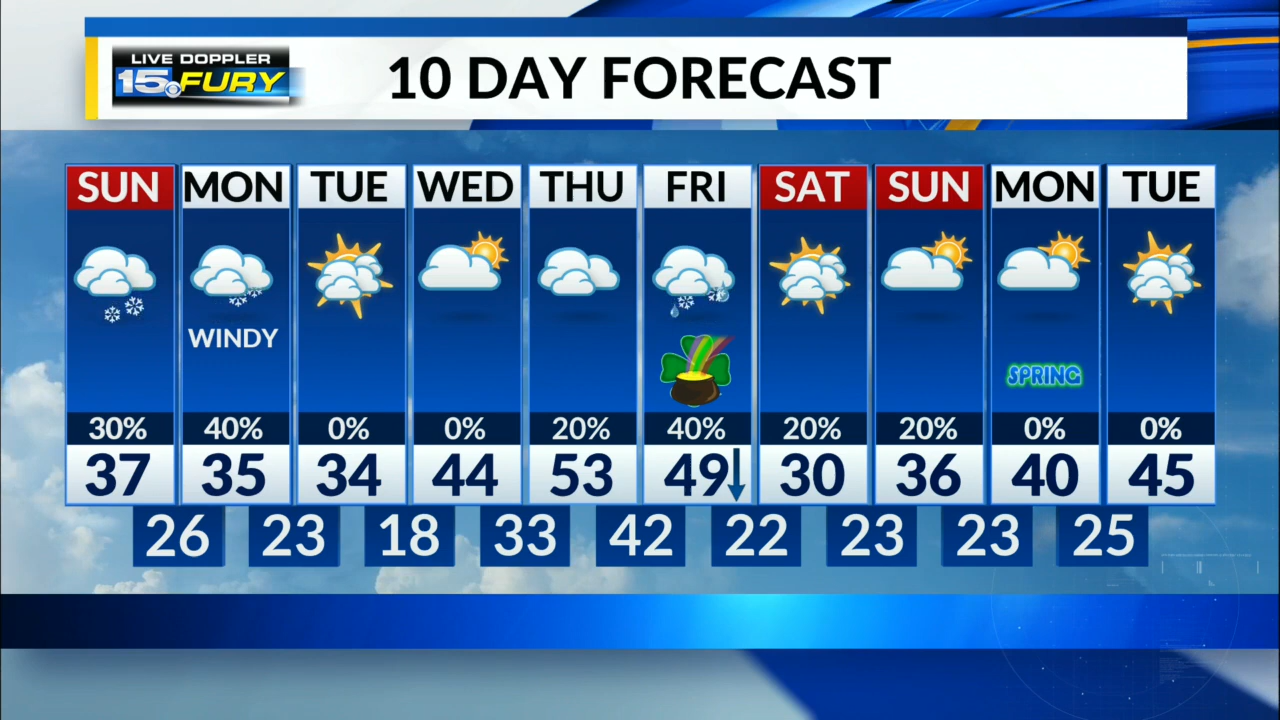 LIVE DOPPLER
15 FURY
10 DAY FORECAST
SUN MON TUE WED THU FRI SAT SUN MON TUE
WINDY
SPRING
30% 40% 0% 0% 20% 40% 20% 20% 0% 0%
37 35 34 44 53 49 30 36 40 45
26 23 18 33 42 22 23 23 25